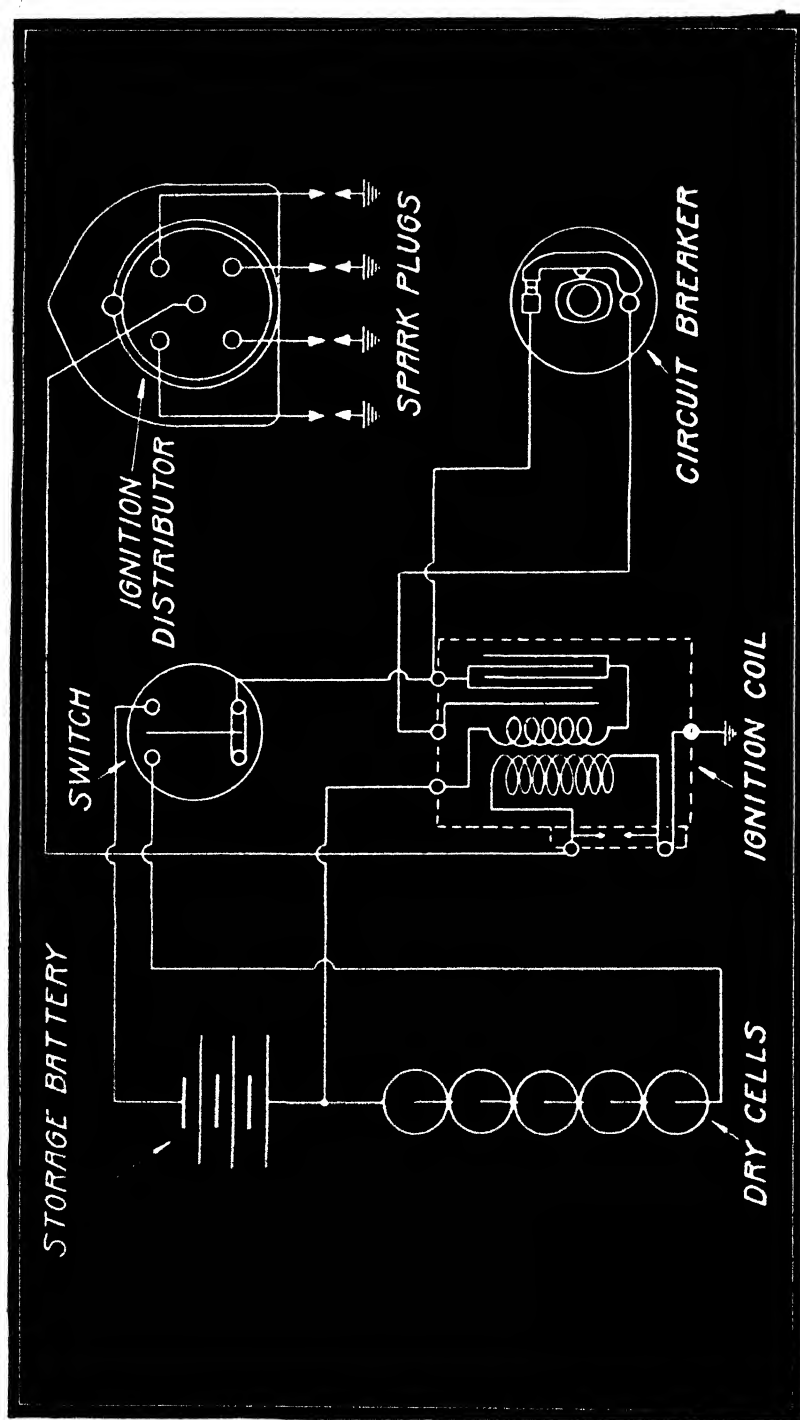 STORAGE BATTERY
SWITCH
IGNITION
DISTRIBUTOR
SPARK PLUGS
DRY CELLS
IGNITION COIL
CIRCUIT BREAKER